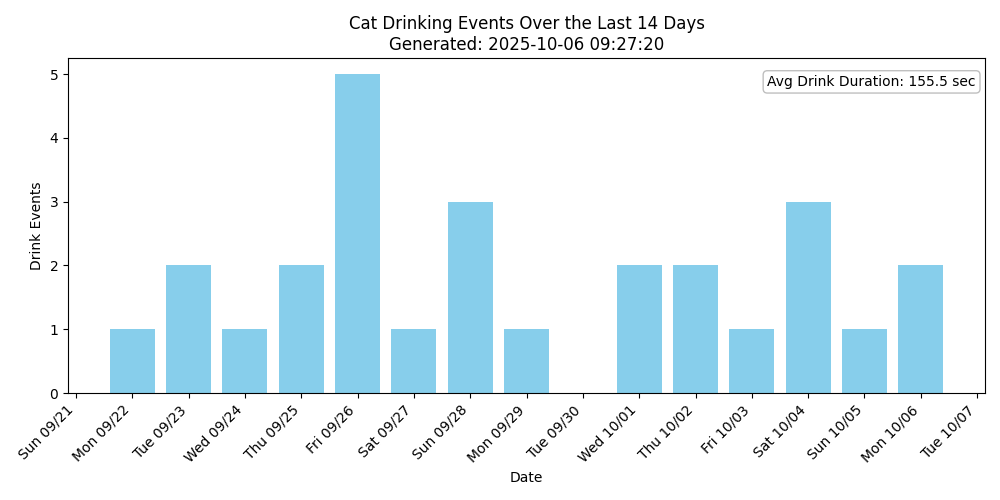 Cat Drinking Events Over the Last 14 Days
Generated: 2025-10-06 09:27:20
Avg Drink Duration: 155.5 sec
Drink Events
5
4
3
2
1
0
Sun 09/21
Mon 09/22
Tue 09/23
Wed 09/24
Thu 09/25
Fri 09/26
Sat 09/27
Sun 09/28
Mon 09/29
Tue 09/30
Wed 10/01
Thu 10/02
Fri 10/03
Sat 10/04
Sun 10/05
Mon 10/06
Tue 10/07
Date